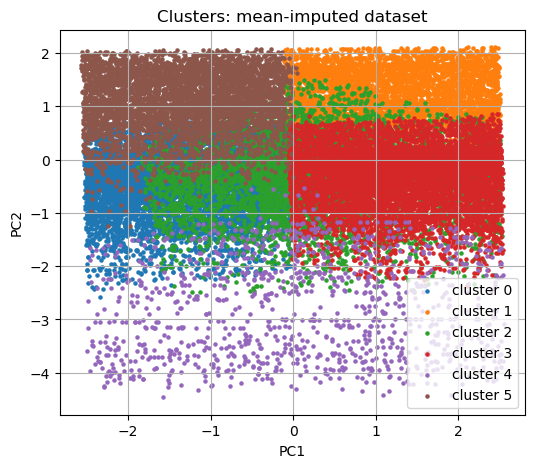 Clusters: mean-imputed dataset
2
1
0
−1
−2
−3
−4
PC2
−2
−1
0
1
2
PC1
cluster 0
cluster 1
cluster 2
cluster 3
cluster 4
cluster 5